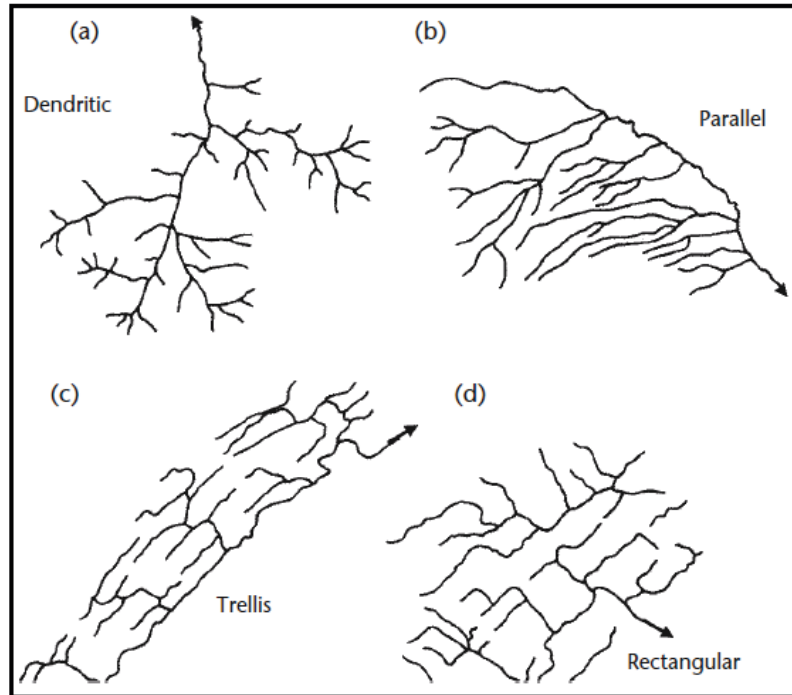 (a)
Dendritic
(b)
Parallel
(c)
Trellis
(d)
Rectangular